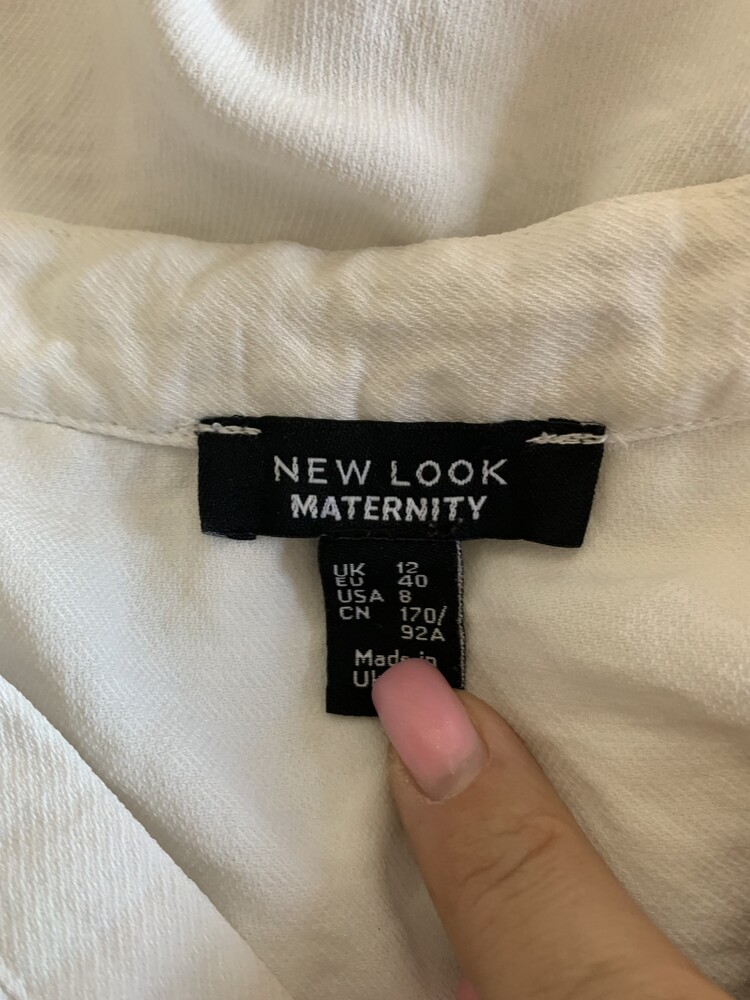 NEW LOOK
MATERNITY
UK 12
EU 40
USA 8
CN 170/
92A
Made in